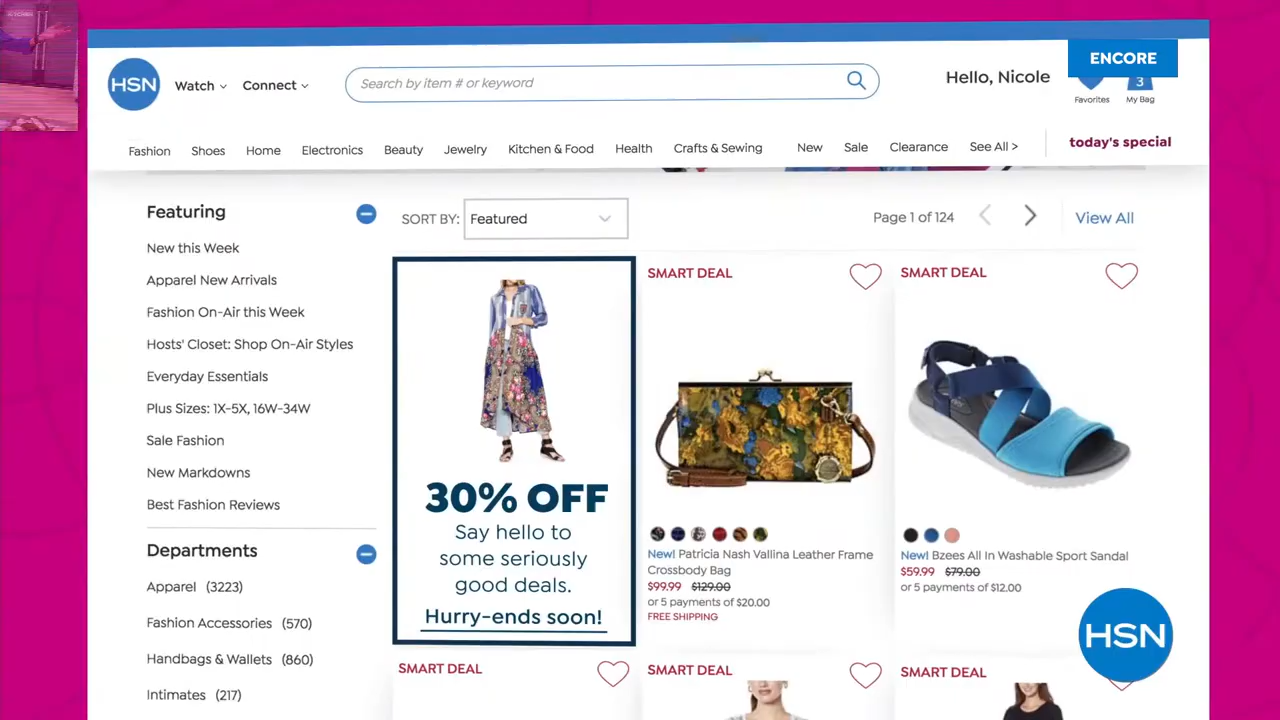 ENCORE
HSN
Watch
Connect
Search by item # or keyword
Hello, Nicole
3
Favorites
My Bag
Fashion
Shoes
Home
Electronics
Beauty
Jewelry
Kitchen & Food
Health
Crafts & Sewing
New
Sale
Clearance
See All >
today's special
Featuring
New this Week
Apparel New Arrivals
Fashion On-Air this Week
Hosts' Closet: Shop On-Air Styles
Everyday Essentials
Plus Sizes: 1X-5X, 16W-34W
Sale Fashion
New Markdowns
Best Fashion Reviews
Departments
Apparel (3223)
Fashion Accessories (570)
Handbags & Wallets (860)
Intimates (217)
SORT BY: Featured
Page 1 of 124
View All
30% OFF
Say hello to
some seriously
good deals.
Hurry-ends soon!
SMART DEAL
New! Patricia Nash Vallina Leather Frame
Crossbody Bag
$99.99 $129.00
or 5 payments of $20.00
FREE SHIPPING
SMART DEAL
New! Bzees All In Washable Sport Sandal
$59.99 $79.00
or 5 payments of $12.00
HSN
SMART DEAL
SMART DEAL
SMART DEAL